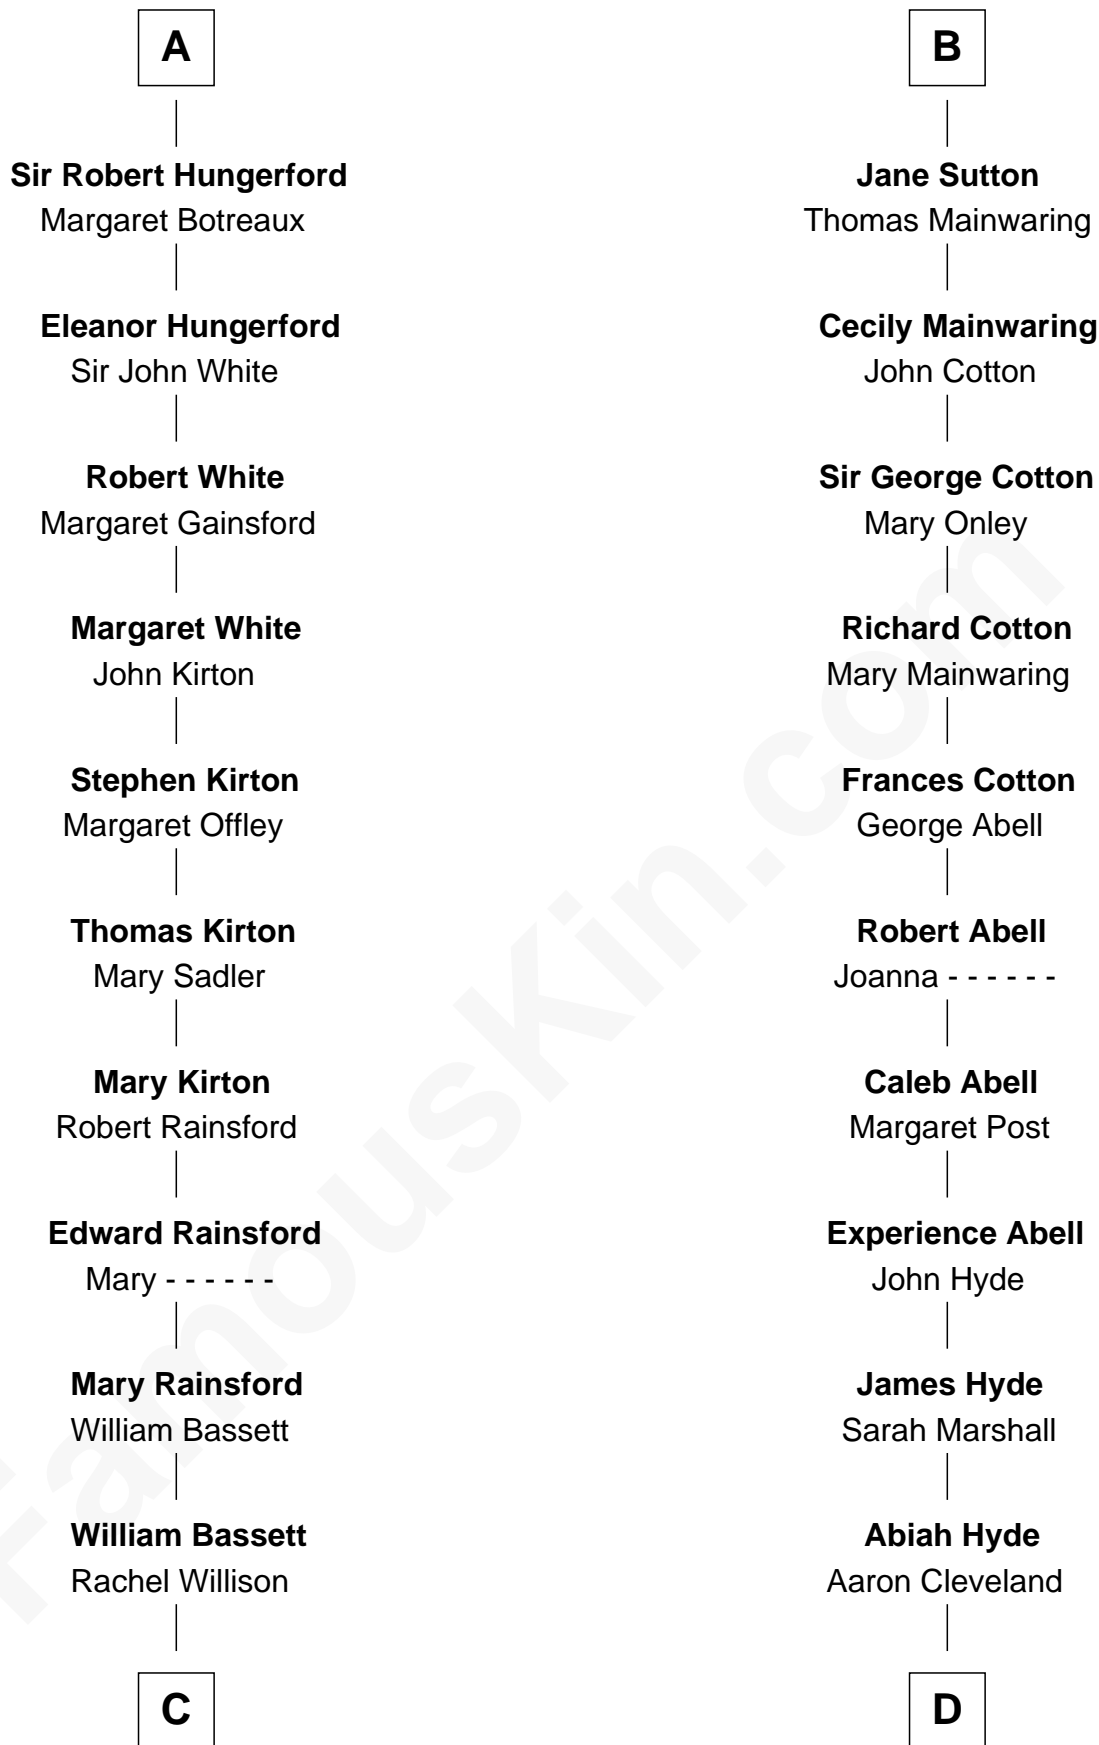 A
Sir Robert Hungerford
Margaret Botreaux
Eleanor Hungerford
Sir John White
Robert White
Margaret Gainsford
Margaret White
John Kirton
Stephen Kirton
Margaret Offley
Thomas Kirton
Mary Sadler
Mary Kirton
Robert Rainsford
Edward Rainsford
Mary - - - - - -
Mary Rainsford
William Bassett
William Bassett
Rachel Willison
C
B
Jane Sutton
Thomas Mainwaring
Cecily Mainwaring
John Cotton
Sir George Cotton
Mary Onley
Richard Cotton
Mary Mainwaring
Frances Cotton
George Abell
Robert Abell
Joanna - - - - - -
Caleb Abell
Margaret Post
Experience Abell
John Hyde
James Hyde
Sarah Marshall
Abiah Hyde
Aaron Cleveland
D
FamousKin.com